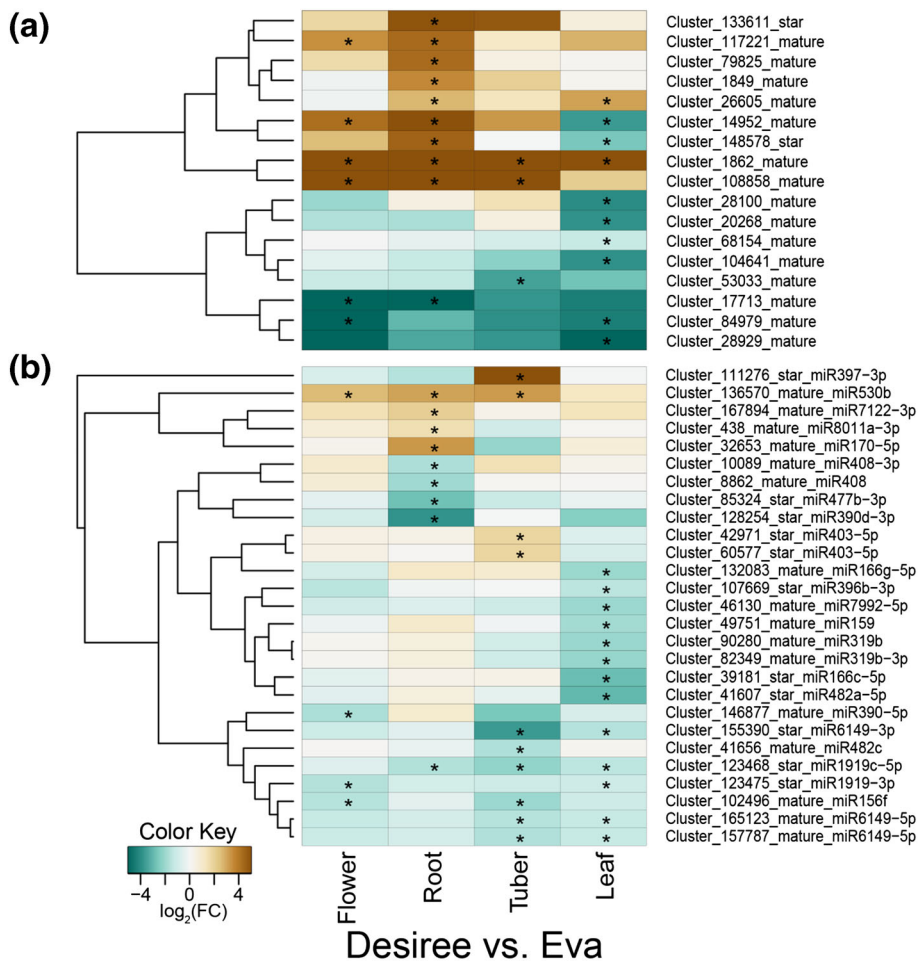 (a)
*
Cluster_133611_star
* *
Cluster_117221_mature
*
Cluster_79825_mature
*
Cluster_1849_mature
* *
Cluster_26605_mature
* * *
Cluster_14952_mature
* *
Cluster_148578_star
* * * *
Cluster_1862_mature
* * *
Cluster_108858_mature
*
Cluster_28100_mature
*
Cluster_20268_mature
*
Cluster_68154_mature
*
Cluster_104641_mature
*
Cluster_53033_mature
* *
Cluster_17713_mature
* *
Cluster_84979_mature
*
Cluster_28929_mature
(b)
*
Cluster_111276_star_miR397-3p
* * *
Cluster_136570_mature_miR530b
*
Cluster_167894_mature_miR7122-3p
*
Cluster_438_mature_miR8011a-3p
*
Cluster_32653_mature_miR170-5p
*
Cluster_10089_mature_miR408-3p
*
Cluster_8862_mature_miR408
*
Cluster_85324_star_miR477b-3p
*
Cluster_128254_star_miR390d-3p
*
Cluster_42971_star_miR403-5p
*
Cluster_60577_star_miR403-5p
*
Cluster_132083_mature_miR166g-5p
*
Cluster_107669_star_miR396b-3p
*
Cluster_46130_mature_miR7992-5p
*
Cluster_49751_mature_miR159
*
Cluster_90280_mature_miR319b
*
Cluster_82349_mature_miR319b-3p
*
Cluster_39181_star_miR166c-5p
*
Cluster_41607_star_miR482a-5p
*
Cluster_146877_mature_miR390-5p
* *
Cluster_155390_star_miR6149-3p
*
Cluster_41656_mature_miR482c
* * *
Cluster_123468_star_miR1919c-5p
* *
Cluster_123475_star_miR1919-3p
* *
Cluster_102496_mature_miR156f
* *
Cluster_165123_mature_miR6149-5p
* *
Cluster_157787_mature_miR6149-5p
Color Key
−4 0 4
log2(FC)
Flower
Root
Tuber
Leaf
Desiree vs. Eva